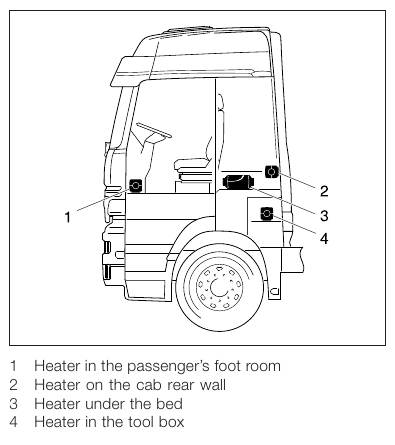 1
2
3
4
1 Heater in the passenger's foot room
2 Heater on the cab rear wall
3 Heater under the bed
4 Heater in the tool box